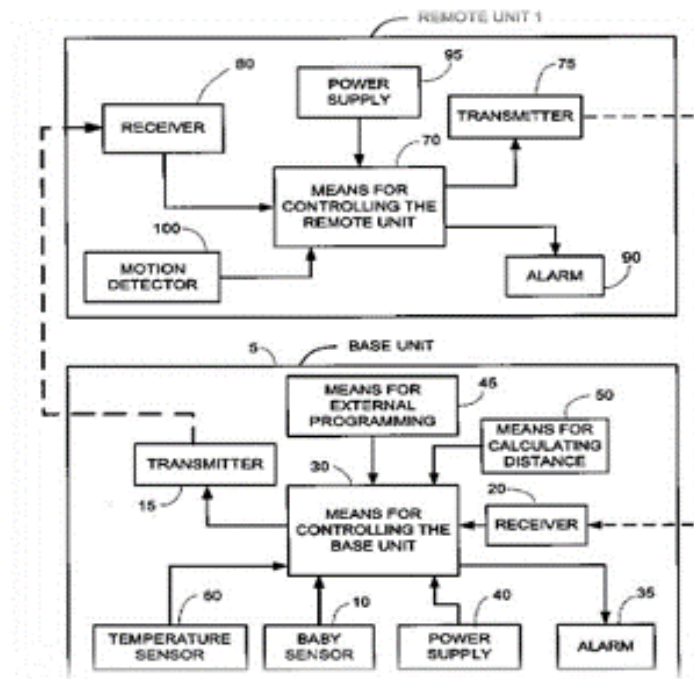 REMOTE UNIT 1
80
95
75
POWER
SUPPLY
RECEIVER
TRANSMITTER
70
MEANS FOR
CONTROLLING THE
REMOTE UNIT
100
MOTION
DETECTOR
ALARM
90
5
BASE UNIT
MEANS FOR
EXTERNAL
PROGRAMMING
45
50
MEANS FOR
CALCULATING
DISTANCE
TRANSMITTER
15
30
MEANS FOR
CONTROLLING THE
BASE UNIT
20
RECEIVER
60
10
40
35
TEMPERATURE
SENSOR
BABY
SENSOR
POWER
SUPPLY
ALARM